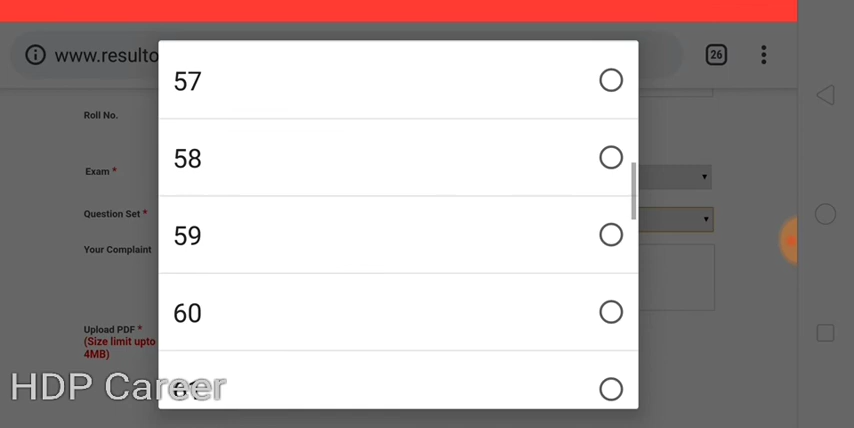 www.resulto
26
57
Roll No.
58
Exam *
Question Set *
59
Your Complaint
60
Upload PDF *
(Size limit upto
4MB)
HDP Career